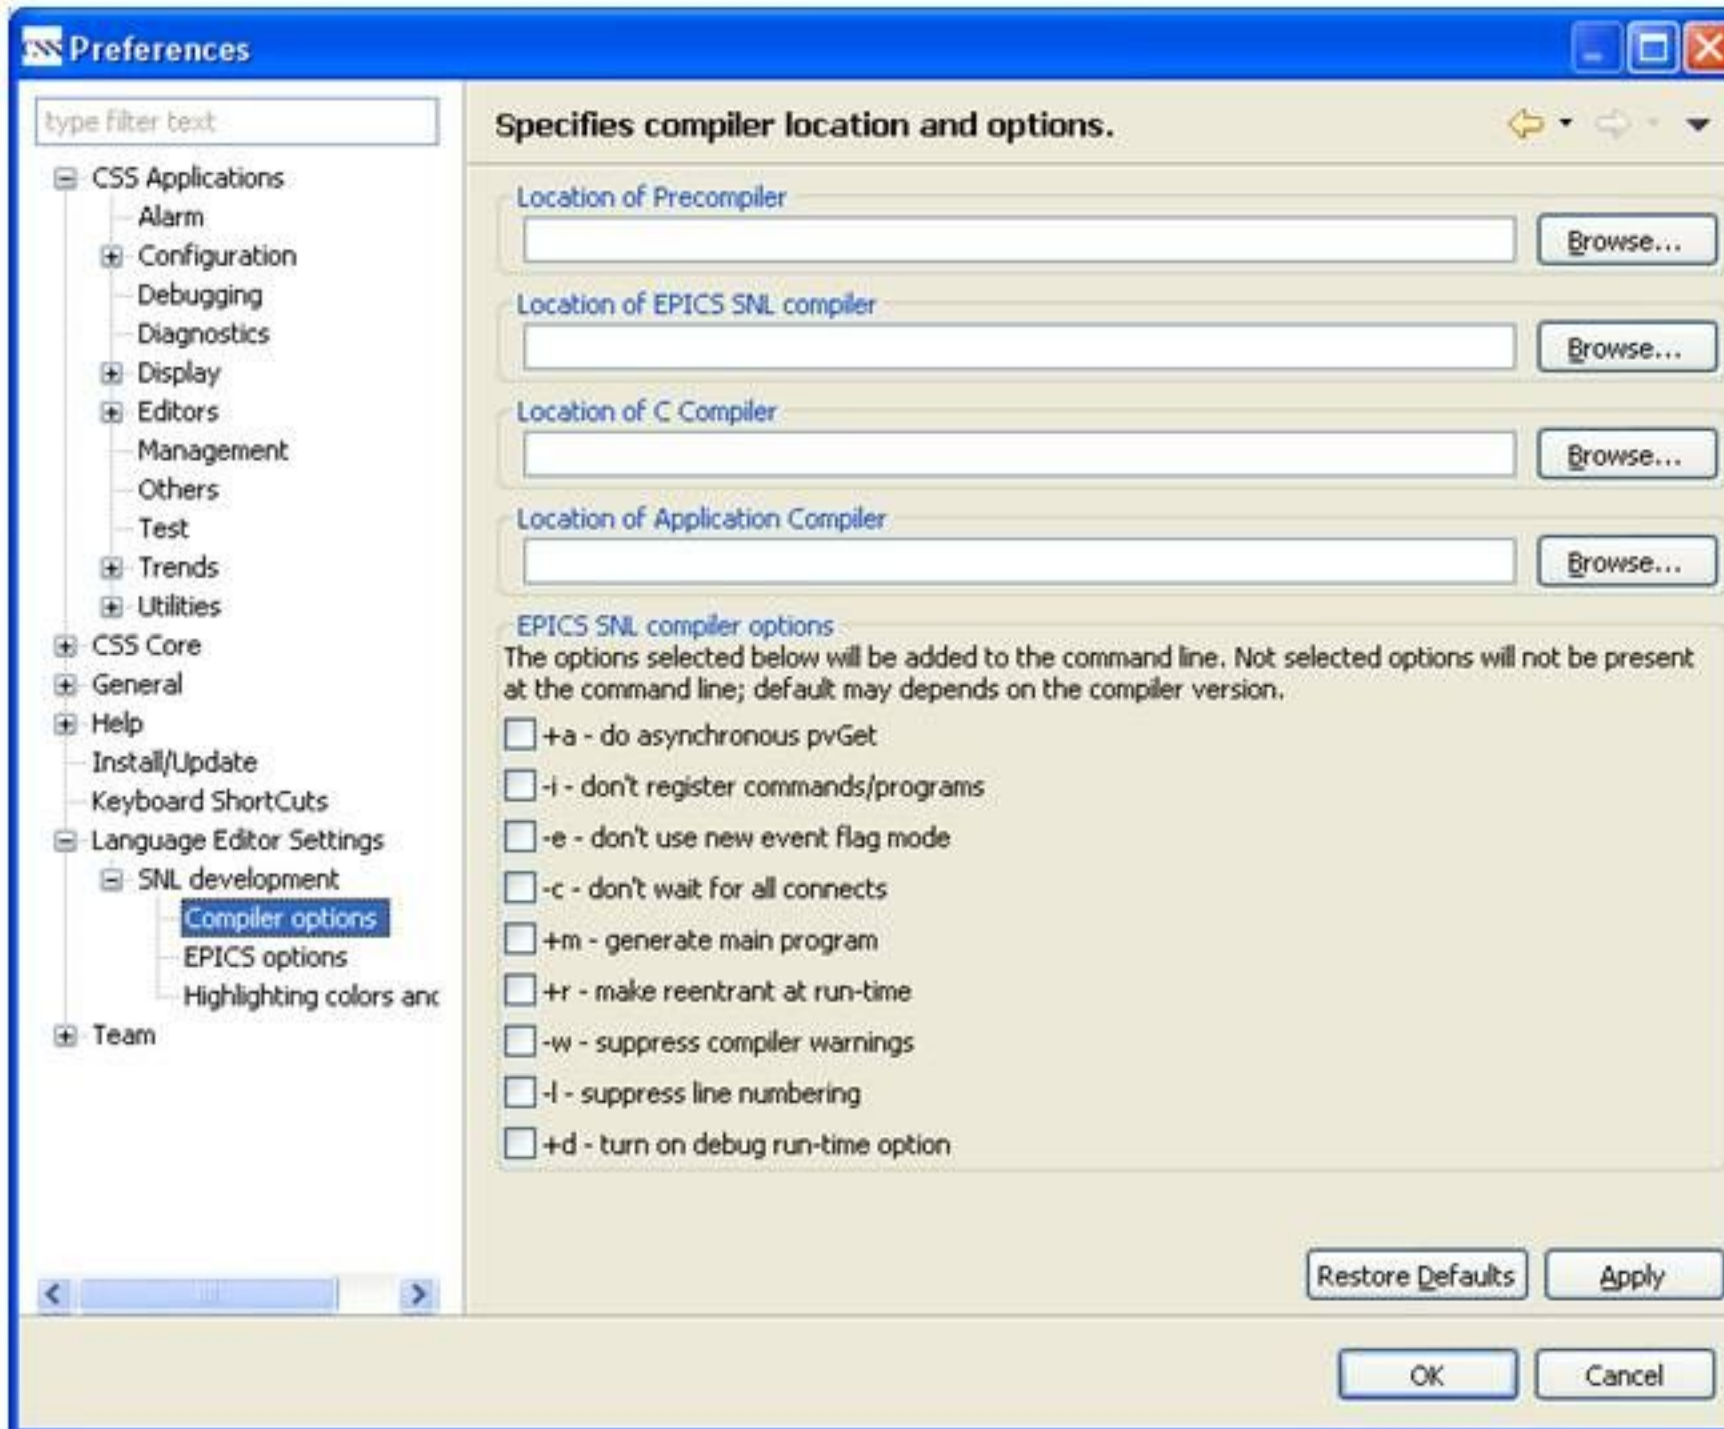 CSS Preferences
type filter text
CSS Applications
Alarm
Configuration
Debugging
Diagnostics
Display
Editors
Management
Others
Test
Trends
Utilities
CSS Core
General
Help
Install/Update
Keyboard ShortCuts
Language Editor Settings
SNL development
Compiler options
EPICS options
Highlighting colors and
Team
Specifies compiler location and options.
Location of Precompiler
Browse...
Location of EPICS SNL compiler
Browse...
Location of C Compiler
Browse...
Location of Application Compiler
Browse...
EPICS SNL compiler options
The options selected below will be added to the command line. Not selected options will not be present
at the command line; default may depends on the compiler version.
+a - do asynchronous pvGet
-i - don't register commands/programs
-e - don't use new event flag mode
-c - don't wait for all connects
+m - generate main program
+r - make reentrant at run-time
-w - suppress compiler warnings
-l - suppress line numbering
+d - turn on debug run-time option
Restore Defaults
Apply
OK
Cancel